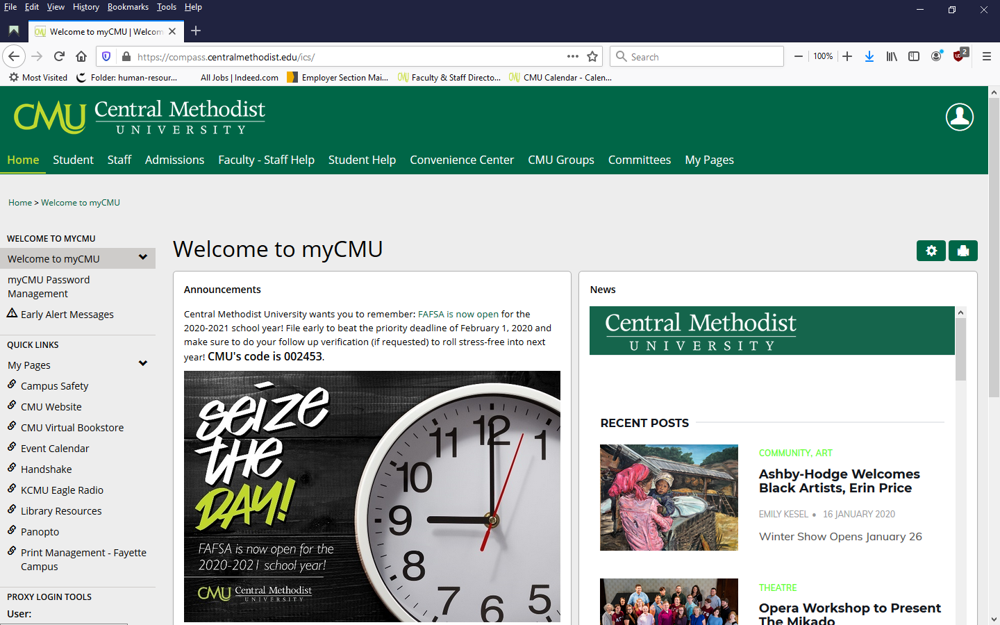 File Edit View History Bookmarks Tools Help
CMU Welcome to myCMU | Welcom
https://compass.centralmethodist.edu/ics/
Search
100%
2
Most Visited Folder: human-resour... All Jobs | Indeed.com Employer Section Mai... CMU Faculty & Staff Directo... CMU CMU Calendar - Calen...
CMU Central Methodist
UNIVERSITY
Home Student Staff Admissions Faculty - Staff Help Student Help Convenience Center CMU Groups Committees My Pages
Home > Welcome to myCMU
WELCOME TO MYCMU
Welcome to myCMU
myCMU Password
Management
Early Alert Messages
QUICK LINKS
My Pages
Campus Safety
CMU Website
CMU Virtual Bookstore
Event Calendar
Handshake
KCMU Eagle Radio
Library Resources
Panopto
Print Management - Fayette
Campus
PROXY LOGIN TOOLS
User:
Welcome to myCMU
Announcements
Central Methodist University wants you to remember: FAFSA is now open for the
2020-2021 school year! File early to beat the priority deadline of February 1, 2020 and
make sure to do your follow up verification (if requested) to roll stress-free into next
year! CMU's code is 002453.
SEIZE
THE
DAY!
FAFSA is now open for the
2020-2021 school year!
CMU Central Methodist
UNIVERSITY
11 12 1
10
9
8
7 6 5
News
Central Methodist
UNIVERSITY
RECENT POSTS
COMMUNITY, ART
Ashby-Hodge Welcomes
Black Artists, Erin Price
EMILY KESEL • 16 JANUARY 2020
Winter Show Opens January 26
THEATRE
Opera Workshop to Present
The Mikado